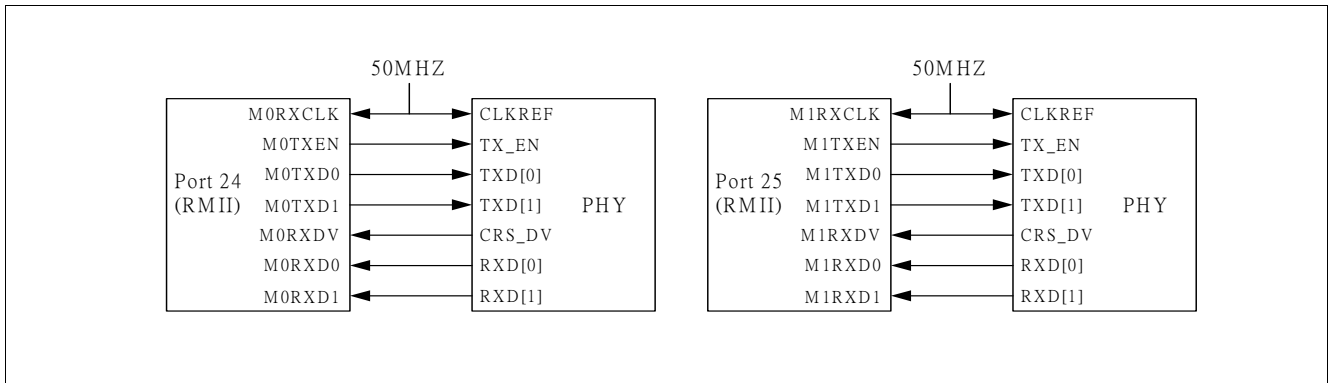 50MHZ
M0RXCLK CLKREF
M0TXEN TX_EN
M0TXD0 TXD[0]
Port 24
(RMII)
M0TXD1 TXD[1]
PHY
M0RXDV CRS_DV
M0RXD0 RXD[0]
M0RXD1 RXD[1]
50MHZ
M1RXCLK CLKREF
M1TXEN TX_EN
M1TXD0 TXD[0]
Port 25
(RMII)
M1TXD1 TXD[1]
PHY
M1RXDV CRS_DV
M1RXD0 RXD[0]
M1RXD1 RXD[1]